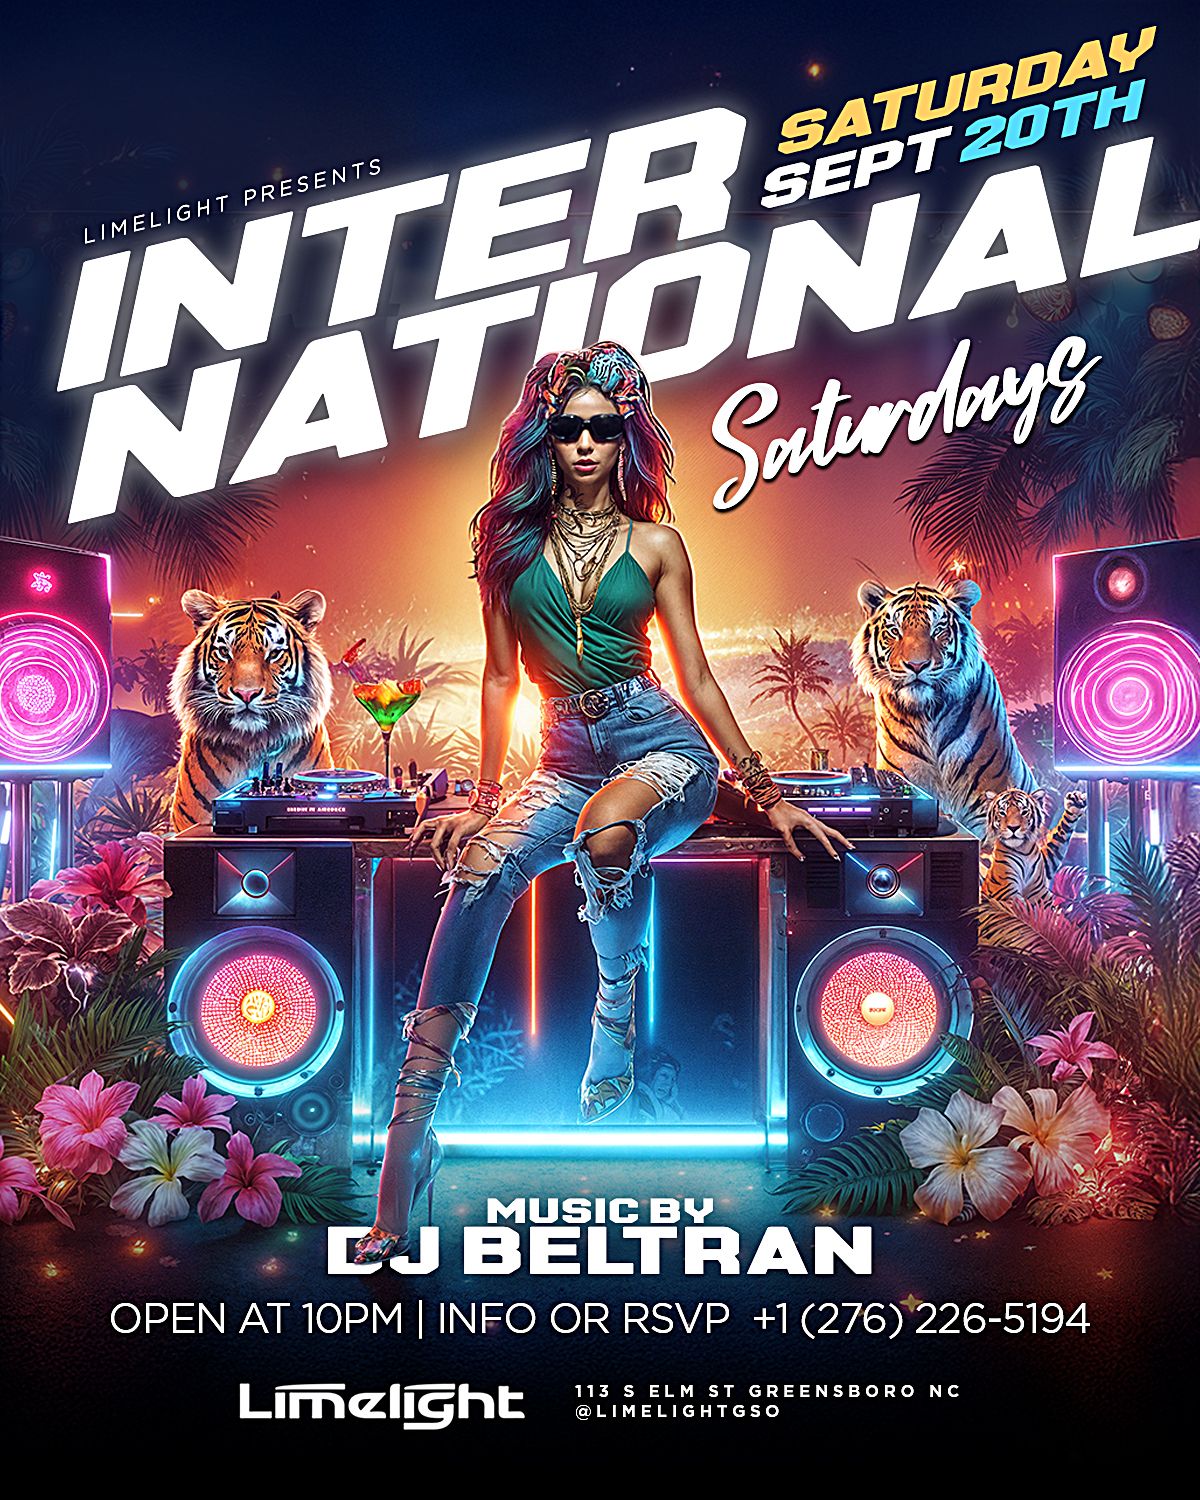 LIMELIGHT PRESENTS
SATURDAY
SEPT 20TH
INTER
NATIONAL
Saturdays
MUSIC BY
DJ BELTRAN
OPEN AT 10PM | INFO OR RSVP +1 (276) 226-5194
Limelight
113 S ELM ST GREENSBORO NC
@LIMELIGHTGSO